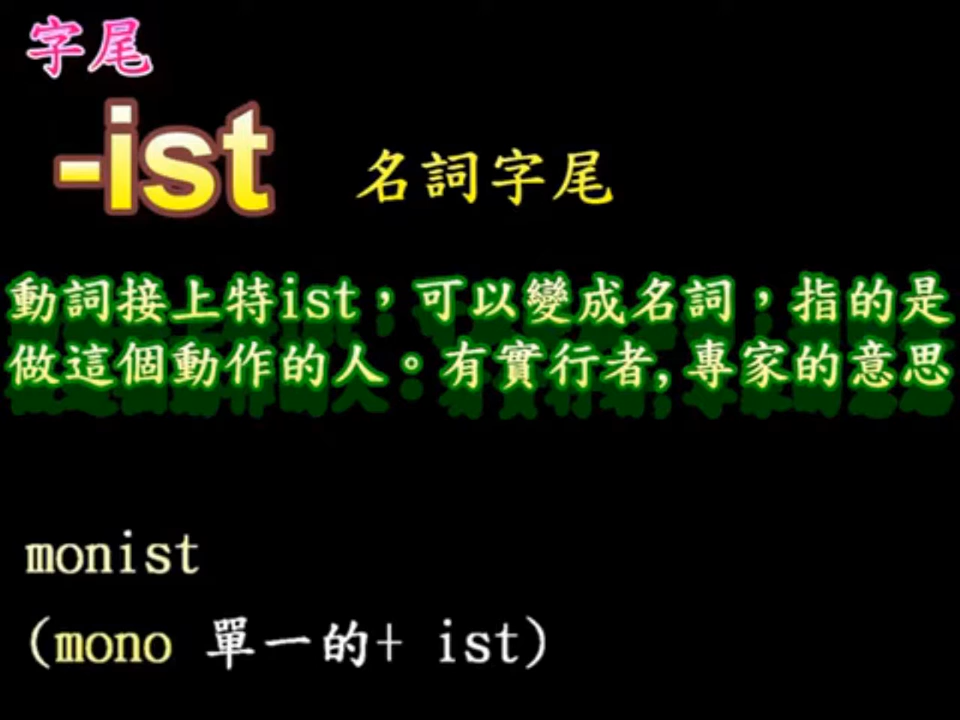 字尾
-ist 名詞字尾
動詞接上特ist，可以變成名詞，指的是
做這個動作的人。有實行者,專家的意思
monist
(mono 單一的+ ist)